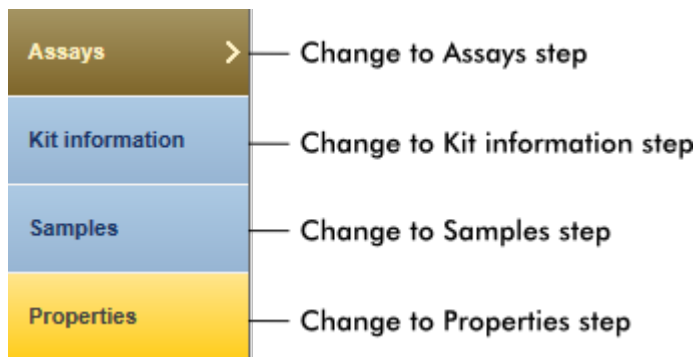 Assays
Change to Assays step
Kit information
Change to Kit information step
Samples
Change to Samples step
Properties
Change to Properties step